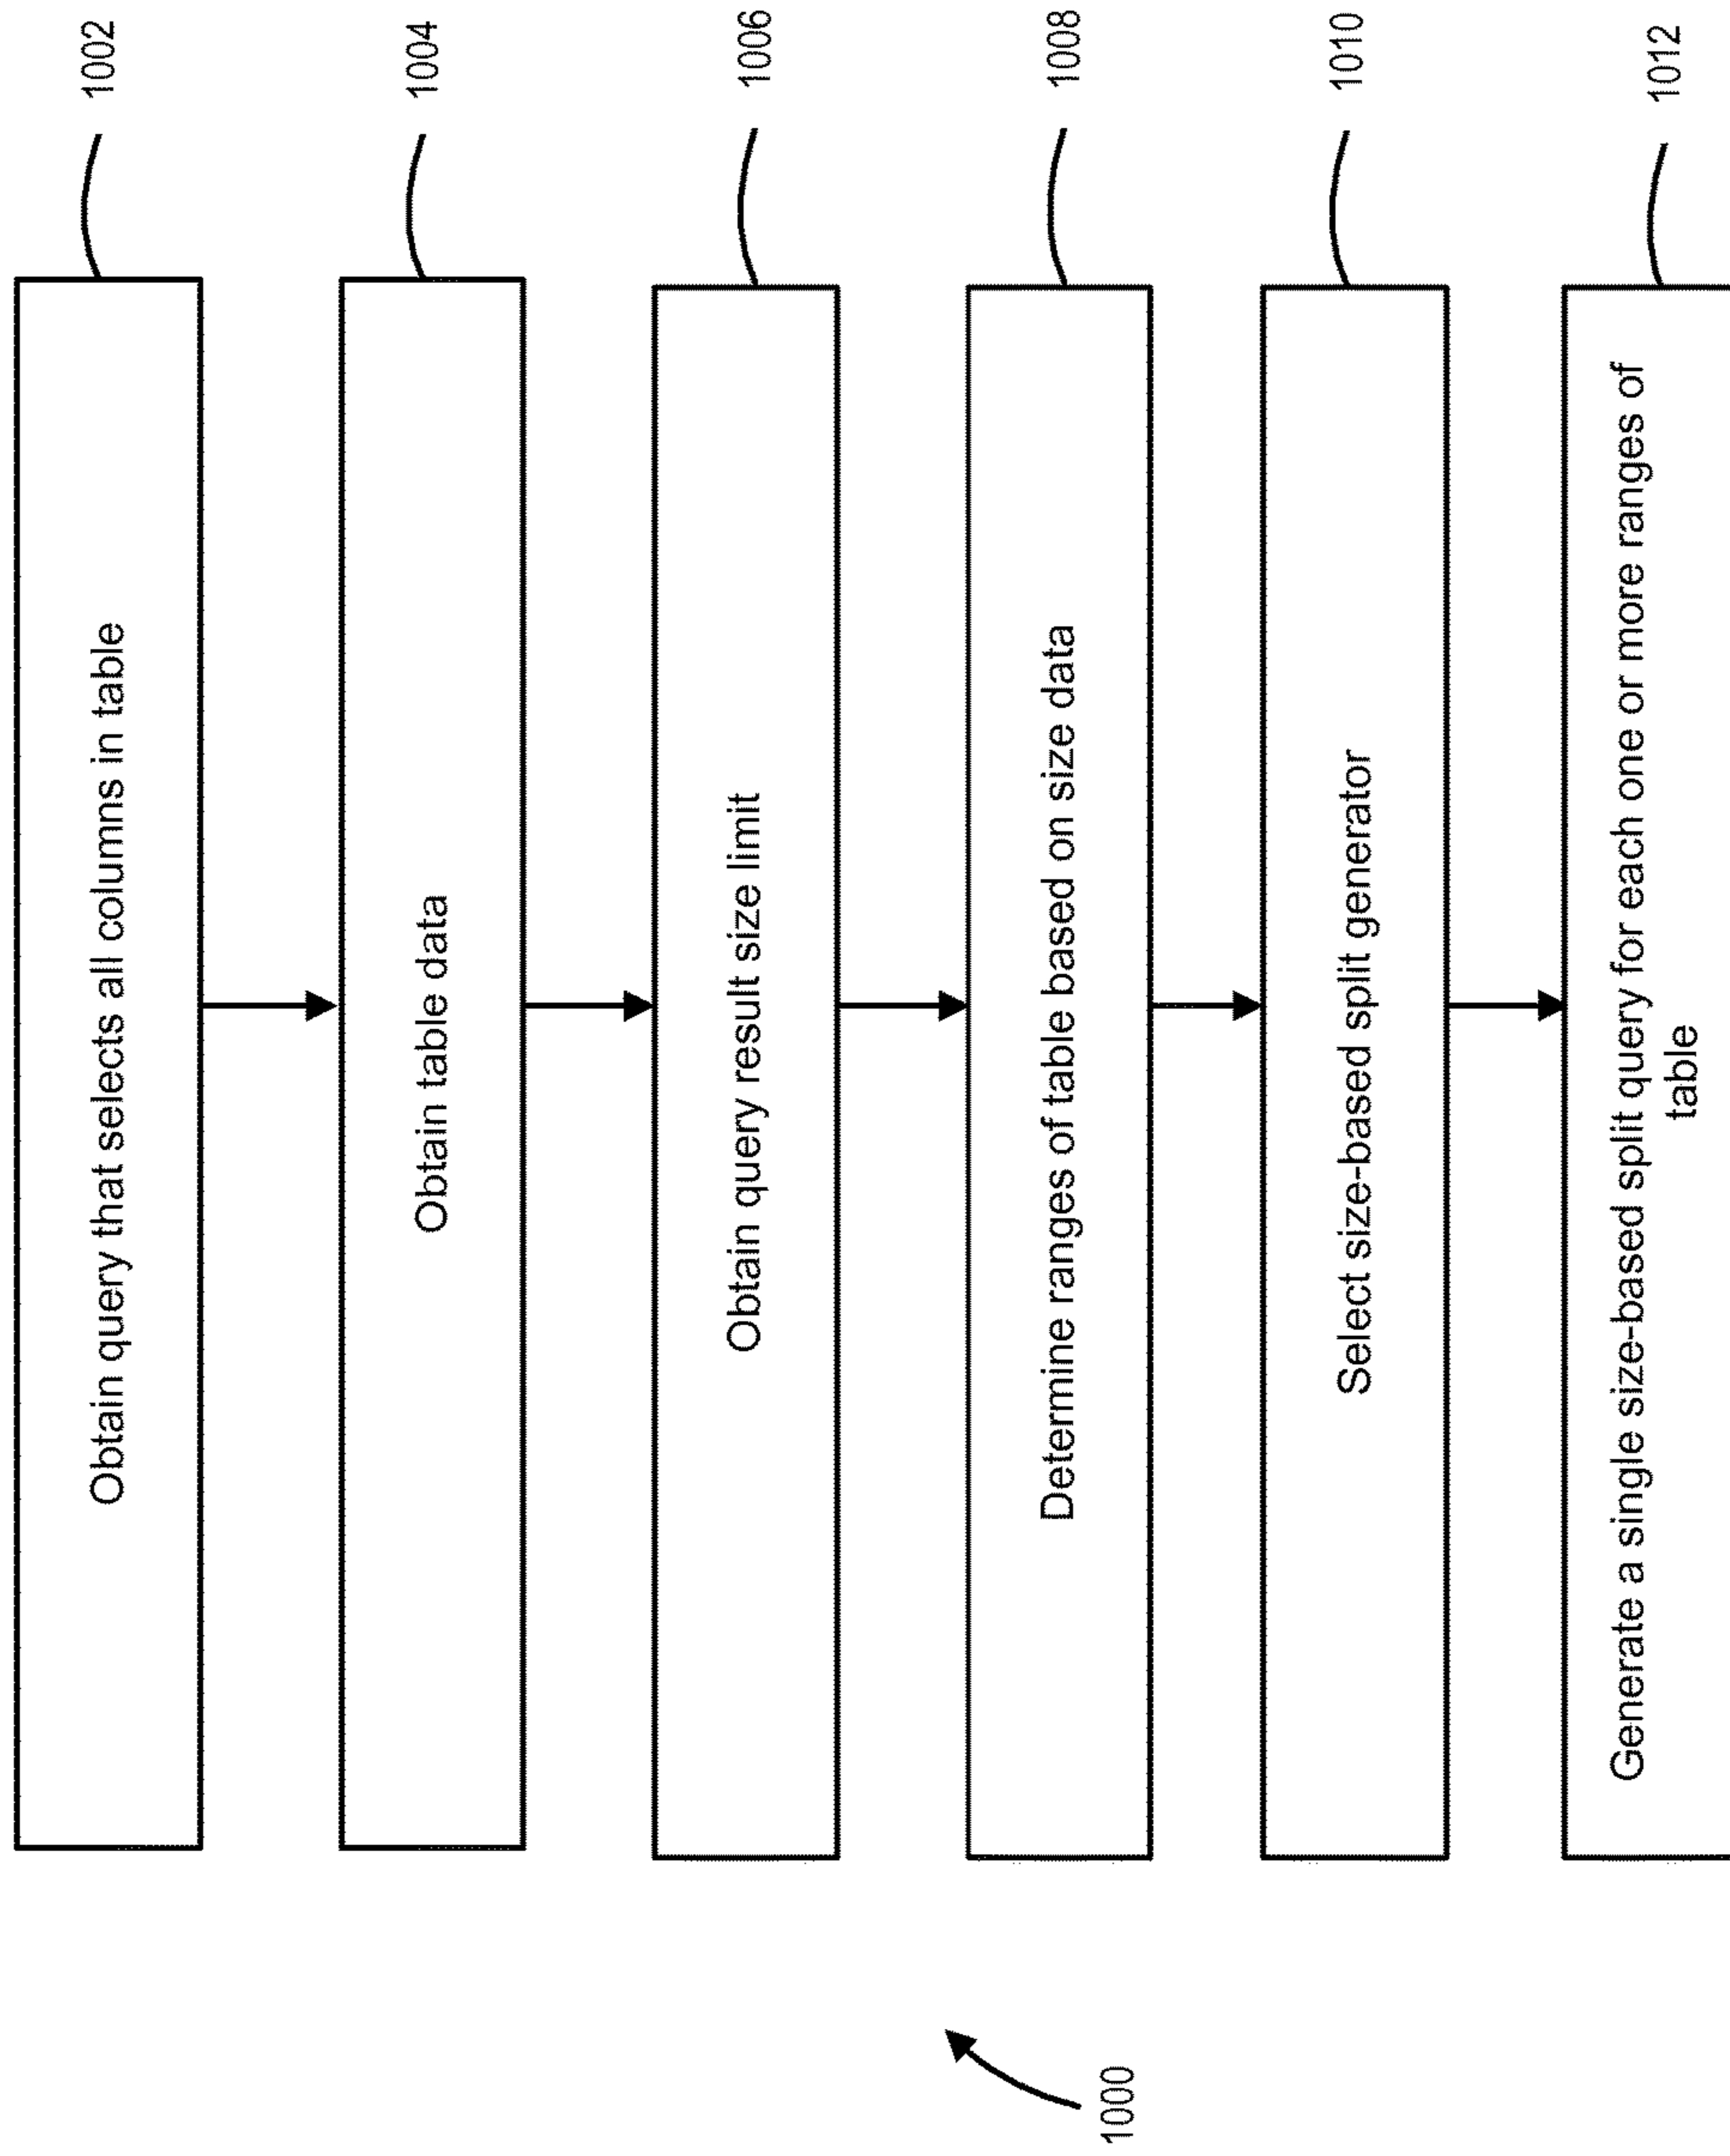 1002
Obtain query that selects all columns in table
1004
Obtain table data
1006
Obtain query result size limit
1008
Determine ranges of table based on size data
1010
Select size-based split generator
1012
Generate a single size-based split query for each one or more ranges of
table
1000